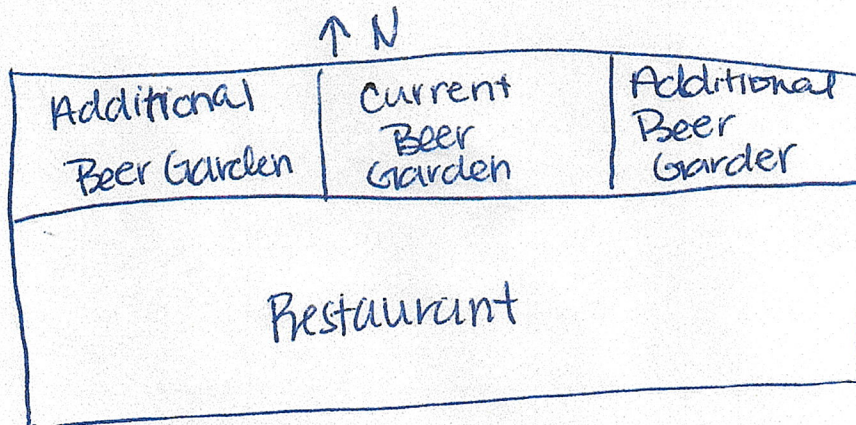 ↑ N
Additional
Beer Garden
Current
Beer
Garden
Additional
Beer
Garder
Restaurant